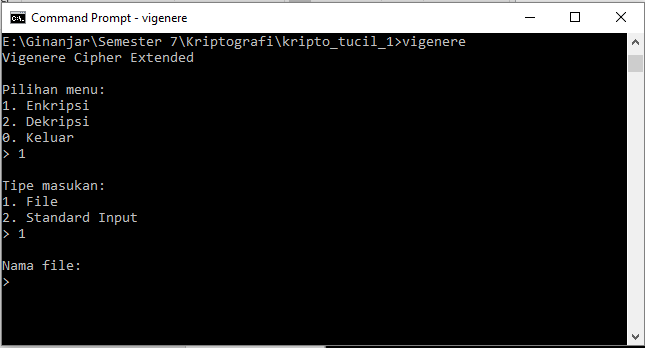 Command Prompt - vigenere
E:\Ginanjar\Semester 7\Kriptografi\kripto_tucil_1>vigenere
Vigenere Cipher Extended
Pilihan menu:
1. Enkripsi
2. Dekripsi
0. Keluar
> 1
Tipe masukan:
1. File
2. Standard Input
> 1
Nama file:
>